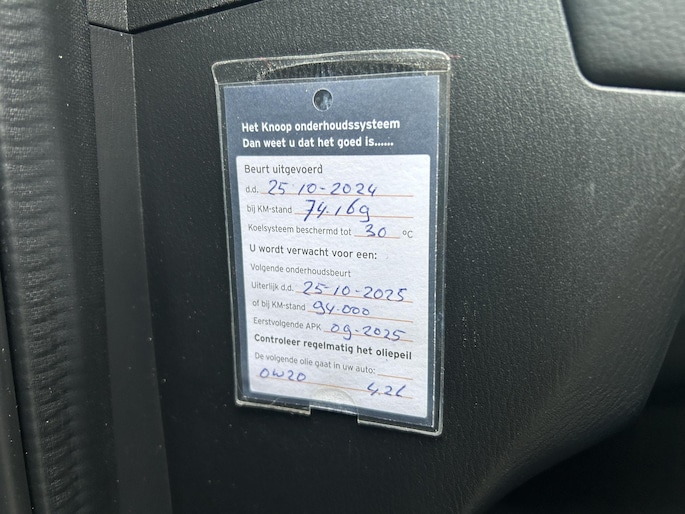 Het Knoop onderhoudssysteem
Dan weet u dat het goed is......
Beurt uitgevoerd
d.d. 25-10-2024
bij KM-stand 74.169
Koelsysteem beschermd tot 30 °C
U wordt verwacht voor een:
Volgende onderhoudsbeurt
Uiterlijk d.d. 25-10-2025
of bij KM-stand 94.000
Eerstvolgende APK 09-2025
Controleer regelmatig het oliepeil
De volgende olie gaat in uw auto:
0W20 4,2L